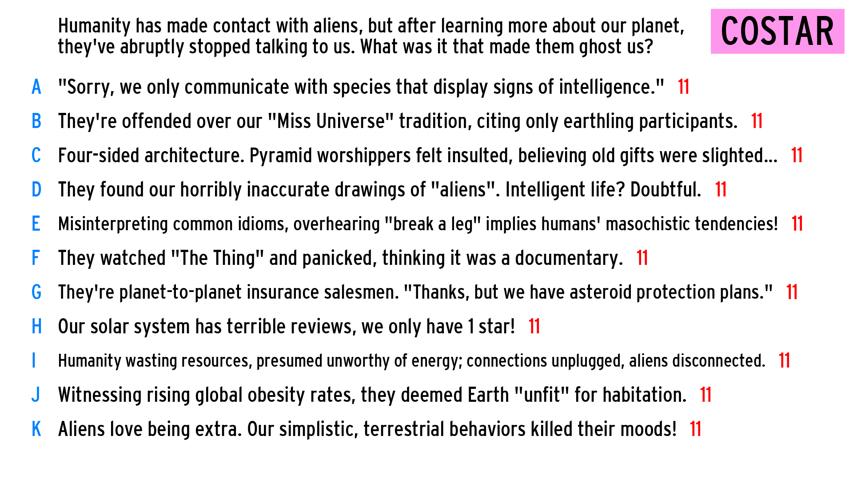 Humanity has made contact with aliens, but after learning more about our planet,
they've abruptly stopped talking to us. What was it that made them ghost us?
COSTAR
A "Sorry, we only communicate with species that display signs of intelligence." 11
B They're offended over our "Miss Universe" tradition, citing only earthling participants. 11
C Four-sided architecture. Pyramid worshippers felt insulted, believing old gifts were slighted... 11
D They found our horribly inaccurate drawings of "aliens". Intelligent life? Doubtful. 11
E Misinterpreting common idioms, overhearing "break a leg" implies humans' masochistic tendencies! 11
F They watched "The Thing" and panicked, thinking it was a documentary. 11
G They're planet-to-planet insurance salesmen. "Thanks, but we have asteroid protection plans." 11
H Our solar system has terrible reviews, we only have 1 star! 11
I Humanity wasting resources, presumed unworthy of energy; connections unplugged, aliens disconnected. 11
J Witnessing rising global obesity rates, they deemed Earth "unfit" for habitation. 11
K Aliens love being extra. Our simplistic, terrestrial behaviors killed their moods! 11